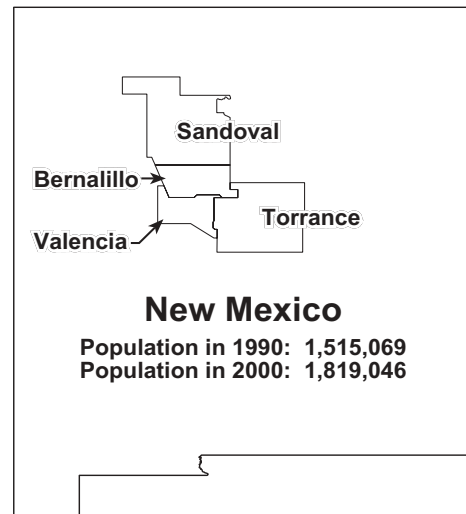 Sandoval
Bernalillo
Torrance
Valencia
New Mexico
Population in 1990: 1,515,069
Population in 2000: 1,819,046